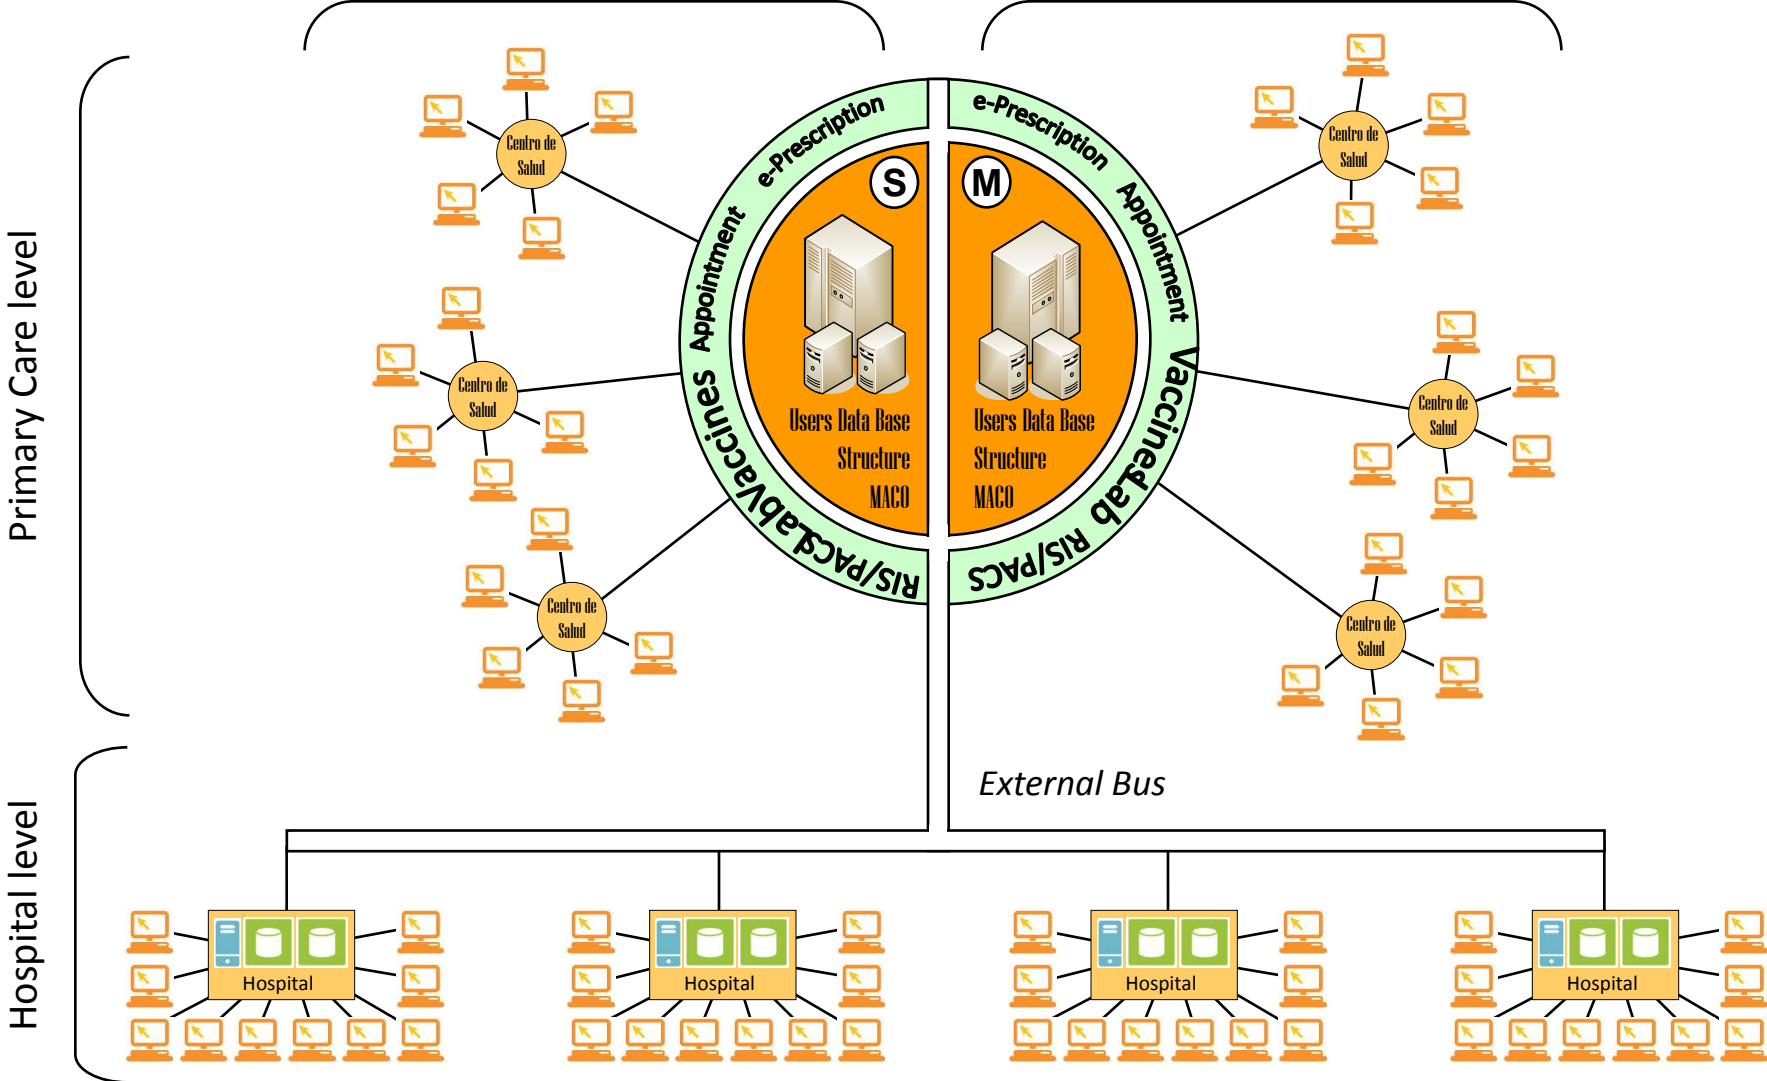 Primary Care level
Hospital level
Centro de
Salud
Centro de
Salud
Centro de
Salud
e-Prescription
Appointment
Vaccines
Lab
RIS/PACS
S
Users Data Base
Structure
MACO
M
Users Data Base
Structure
MACO
e-Prescription
Appointment
Vaccines
Lab
RIS/PACS
Centro de
Salud
Centro de
Salud
Centro de
Salud
External Bus
Hospital
Hospital
Hospital
Hospital